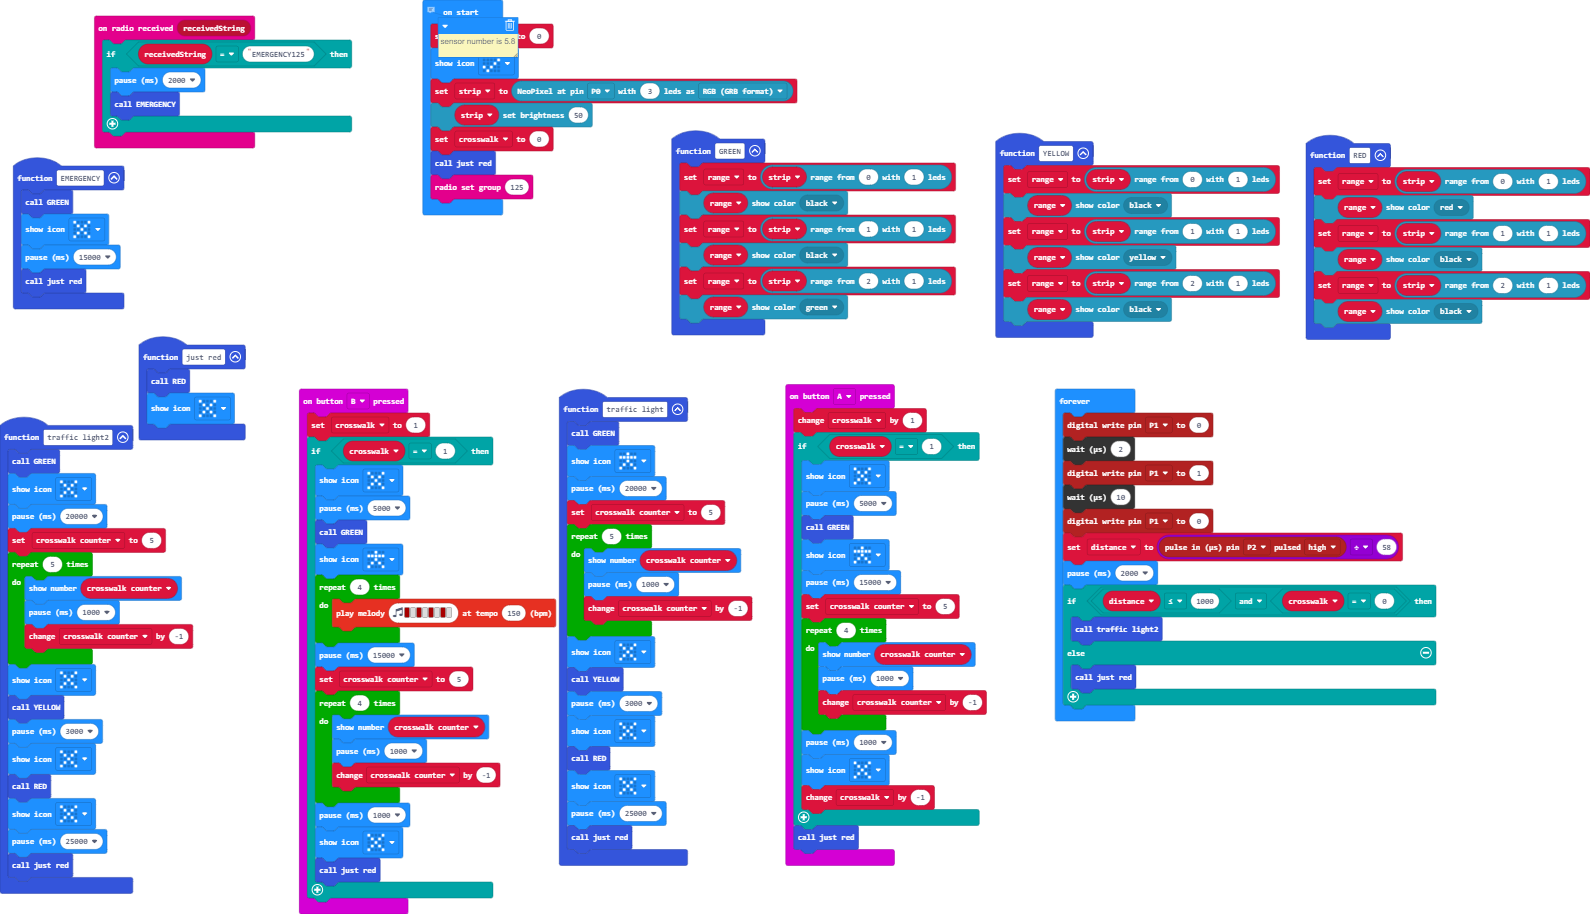 on radio received receivedString
if receivedString = "EMERGENCY125" then
pause (ms) 2000
call EMERGENCY
function EMERGENCY
call GREEN
show icon
pause (ms) 15000
call just red
function just red
call RED
show icon
function traffic light2
call GREEN
show icon
pause (ms) 20000
set crosswalk counter to 5
repeat 5 times
do
show number crosswalk counter
pause (ms) 1000
change crosswalk counter by -1
show icon
call YELLOW
pause (ms) 3000
show icon
call RED
show icon
pause (ms) 25000
call just red
on start
sensor number is 5.8
to 0
show icon
set strip to NeoPixel at pin P0 with 3 leds as RGB (GRB format)
strip set brightness 50
set crosswalk to 0
call just red
radio set group 125
function GREEN
set range to strip range from 0 with 1 leds
range show color black
set range to strip range from 1 with 1 leds
range show color black
set range to strip range from 2 with 1 leds
range show color green
function YELLOW
set range to strip range from 0 with 1 leds
range show color black
set range to strip range from 1 with 1 leds
range show color yellow
set range to strip range from 2 with 1 leds
range show color black
function RED
set range to strip range from 0 with 1 leds
range show color red
set range to strip range from 1 with 1 leds
range show color black
set range to strip range from 2 with 1 leds
range show color black
on button B pressed
set crosswalk to 1
if crosswalk = 1 then
show icon
pause (ms) 5000
call GREEN
show icon
repeat 4 times
do
play melody at tempo 150 (bpm)
pause (ms) 15000
set crosswalk counter to 5
repeat 4 times
do
show number crosswalk counter
pause (ms) 1000
change crosswalk counter by -1
pause (ms) 1000
show icon
call just red
function traffic light
call GREEN
show icon
pause (ms) 20000
set crosswalk counter to 5
repeat 5 times
do
show number crosswalk counter
pause (ms) 1000
change crosswalk counter by -1
show icon
call YELLOW
pause (ms) 3000
show icon
call RED
show icon
pause (ms) 25000
call just red
on button A pressed
change crosswalk by 1
if crosswalk = 1 then
show icon
pause (ms) 5000
call GREEN
show icon
pause (ms) 15000
set crosswalk counter to 5
repeat 4 times
do
show number crosswalk counter
pause (ms) 1000
change crosswalk counter by -1
pause (ms) 1000
show icon
change crosswalk by -1
call just red
forever
digital write pin P1 to 0
wait (µs) 2
digital write pin P1 to 1
wait (µs) 10
digital write pin P1 to 0
set distance to pulse in (µs) pin P2 pulsed high ÷ 58
pause (ms) 2000
if distance ≤ 1000 and crosswalk = 0 then
call traffic light2
else
call just red